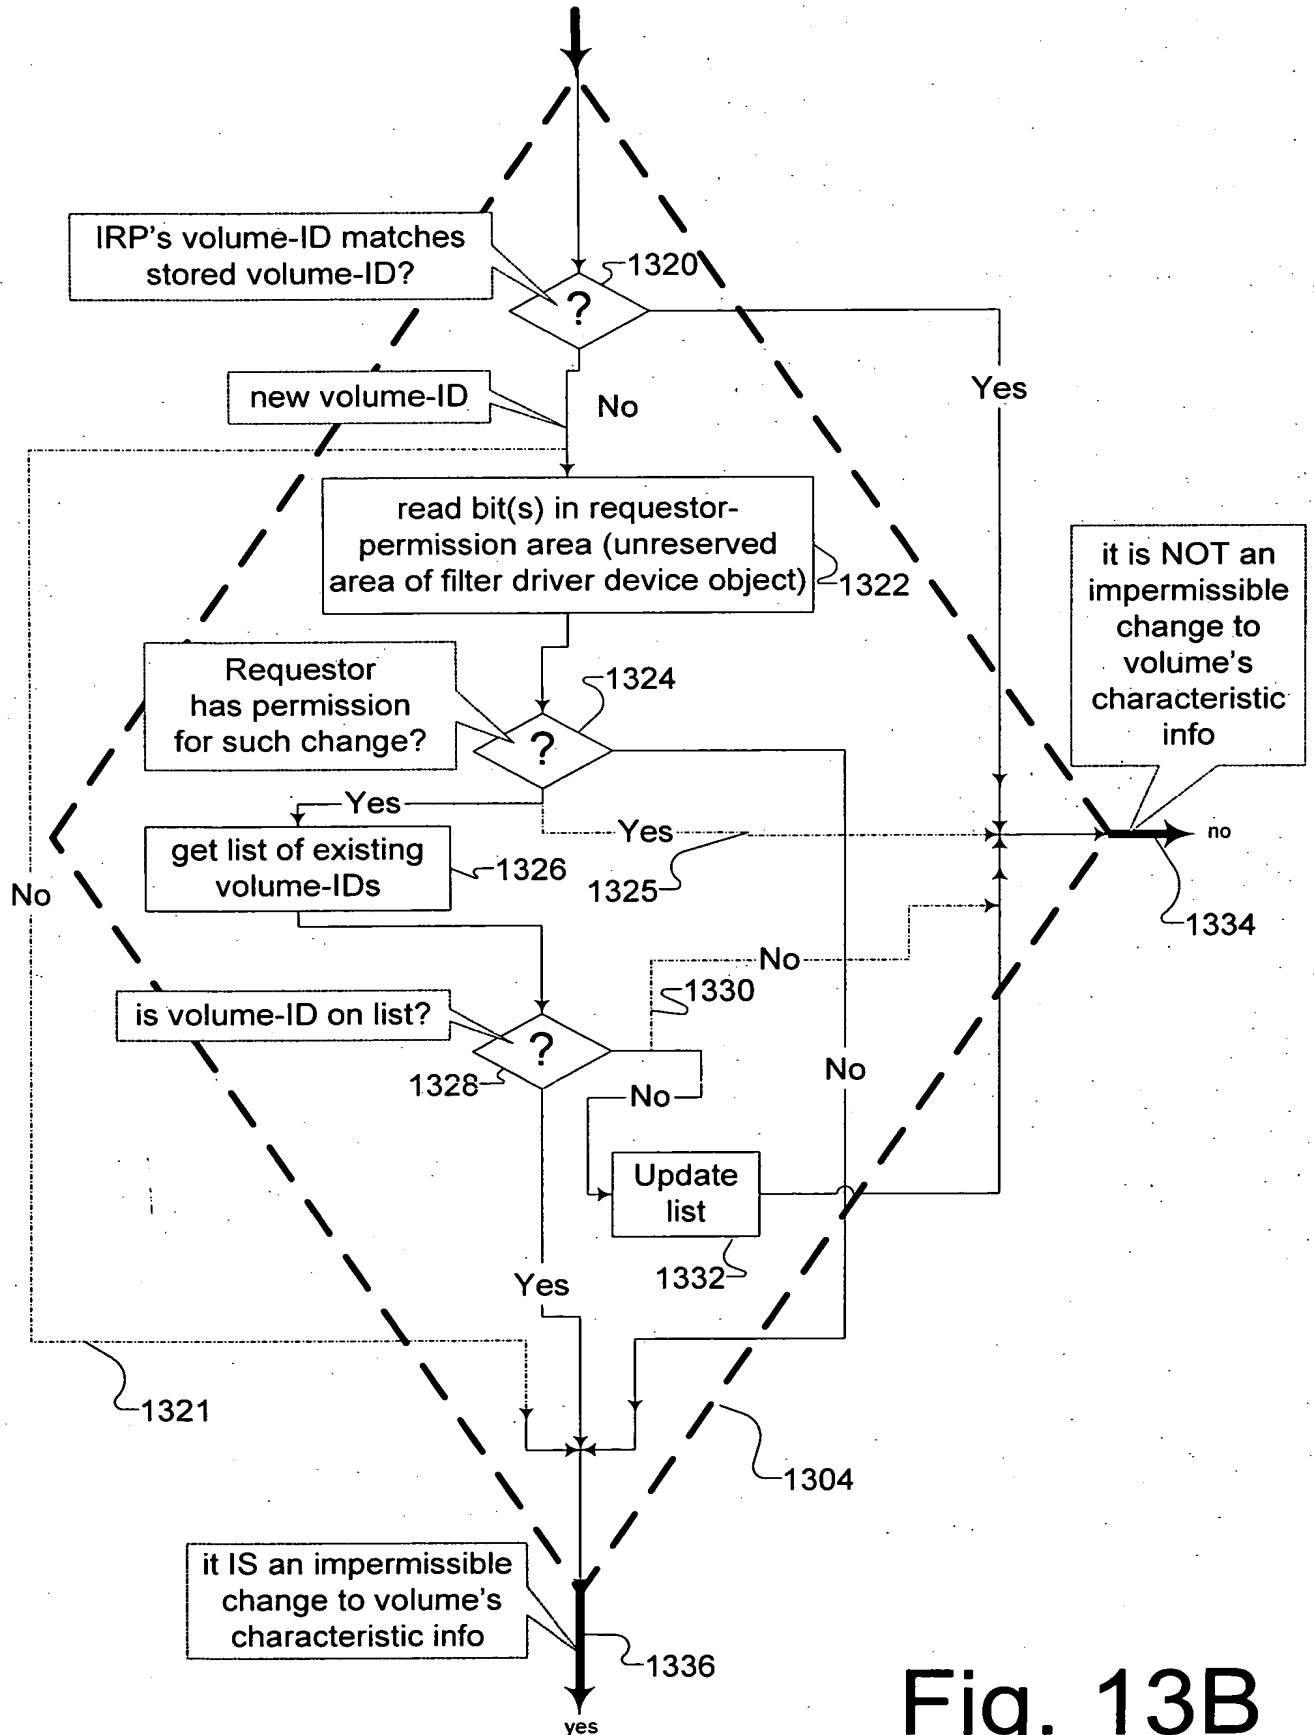 IRP's volume-ID matches
stored volume-ID?
1320
?
Yes
new volume-ID
No
read bit(s) in requestor-
permission area (unreserved
area of filter driver device object)
1322
it is NOT an
impermissible
change to
volume's
characteristic
info
Requestor
has permission
for such change?
1324
?
Yes
Yes
no
get list of existing
volume-IDs
1326
1325
1334
No
No
1330
is volume-ID on list?
?
1328
No
No
Update
list
1332
Yes
1321
1304
it IS an impermissible
change to volume's
characteristic info
1336
yes
Fig. 13B